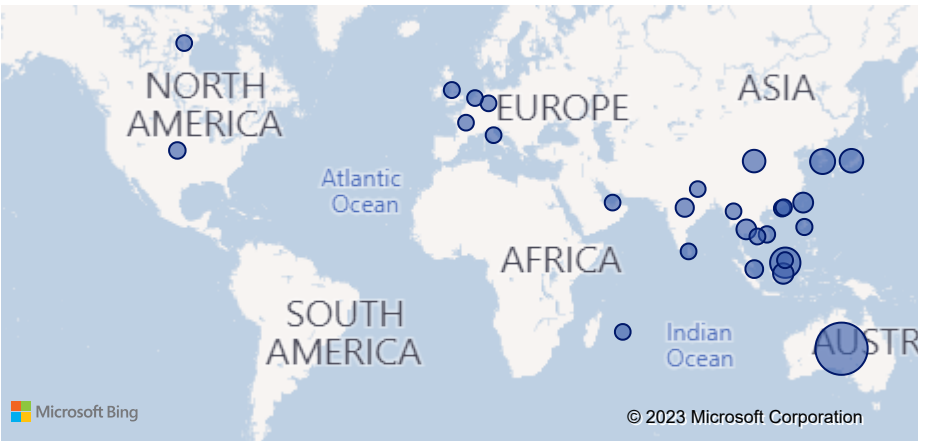 NORTH
AMERICA
ASIA
EUROPE
Atlantic
Ocean
AFRICA
SOUTH
AMERICA
Indian
Ocean
AUSTR
Microsoft Bing
© 2023 Microsoft Corporation